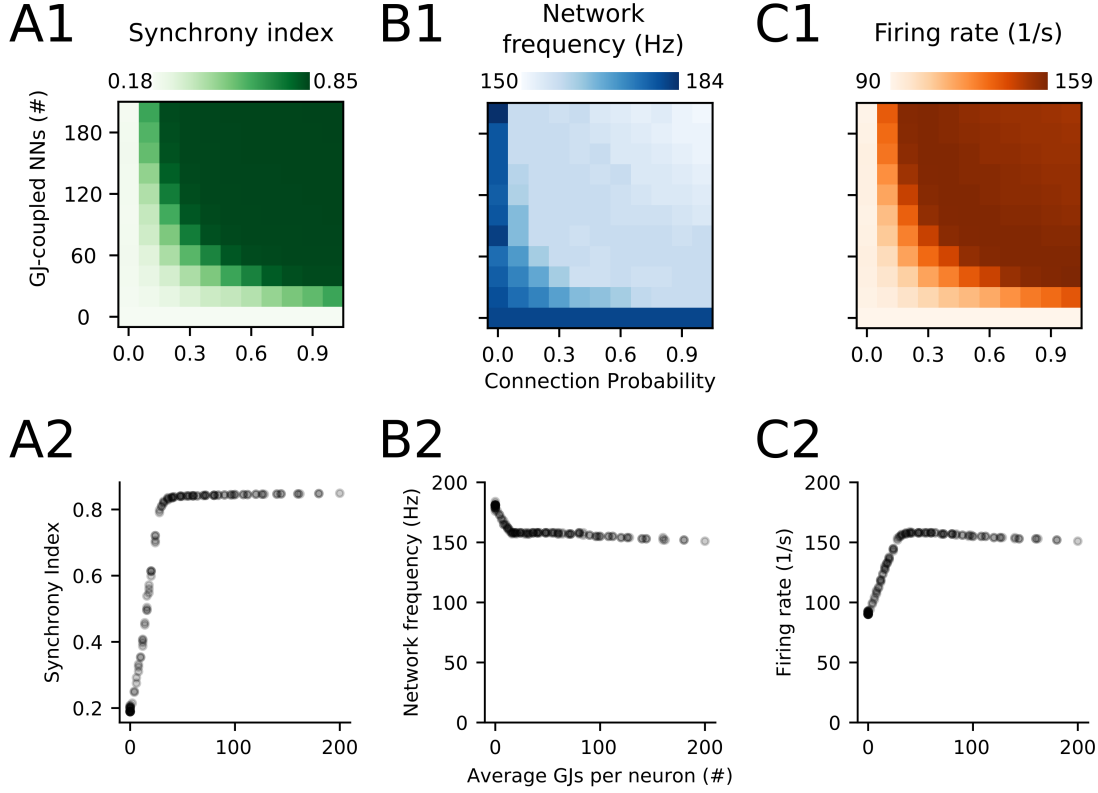 A1
Synchrony index
0.18
0.85
GJ-coupled NNs (#)
180
120
60
0
0.0
0.3
0.6
0.9
B1
Network
frequency (Hz)
150
184
0.0
0.3
0.6
0.9
Connection Probability
C1
Firing rate (1/s)
90
159
0.0
0.3
0.6
0.9
A2
Synchrony Index
0.8
0.6
0.4
0.2
0
100
200
B2
Network frequency (Hz)
200
150
100
50
0
0
100
200
Average GJs per neuron (#)
C2
Firing rate (1/s)
200
150
100
50
0
0
100
200